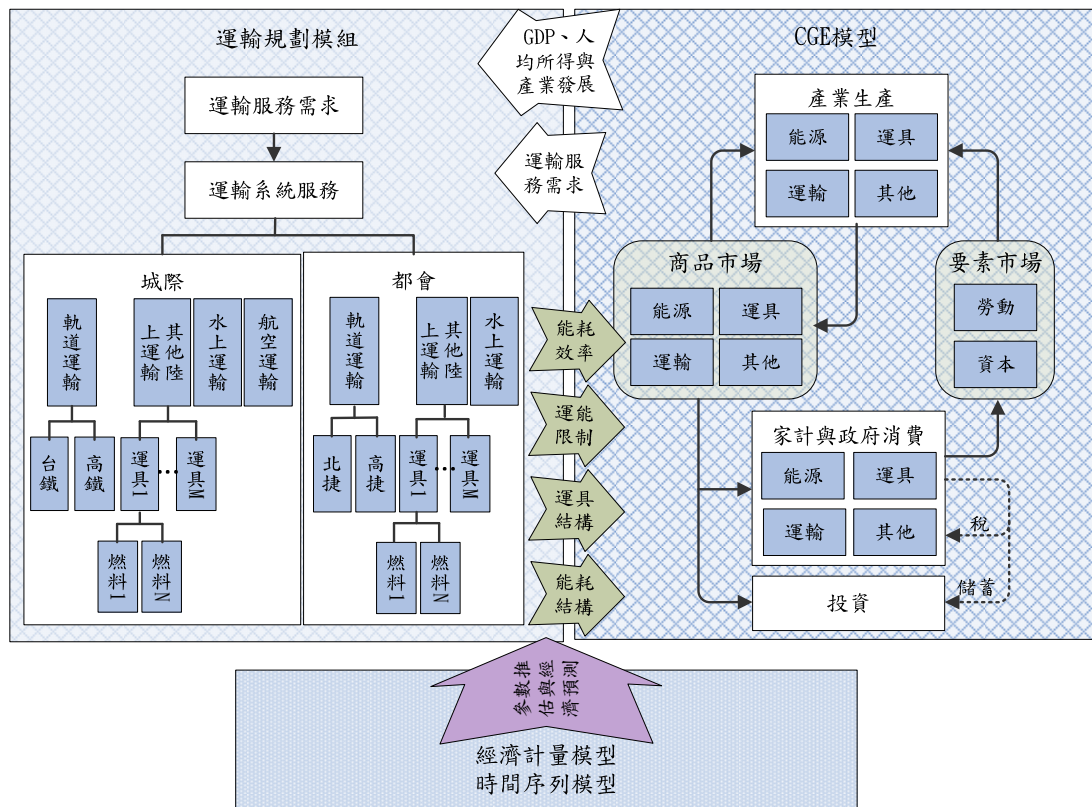 運輸規劃模組
運輸服務需求
運輸系統服務
城際
軌道運輸
其他陸
上運輸
水上運輸
航空運輸
台鐵
高鐵
運具1
…
運具M
燃料1
燃料N
都會
軌道運輸
其他陸
上運輸
水上運輸
北捷
高捷
運具1
…
運具M
燃料1
燃料N
GDP、人
均所得與
產業發展
運輸服
務需求
能耗
效率
運能
限制
運具
結構
能耗
結構
CGE模型
產業生產
能源
運具
運輸
其他
商品市場
能源
運具
運輸
其他
要素市場
勞動
資本
家計與政府消費
能源
運具
運輸
其他
稅
儲蓄
投資
參數推
估與經
濟預測
經濟計量模型
時間序列模型